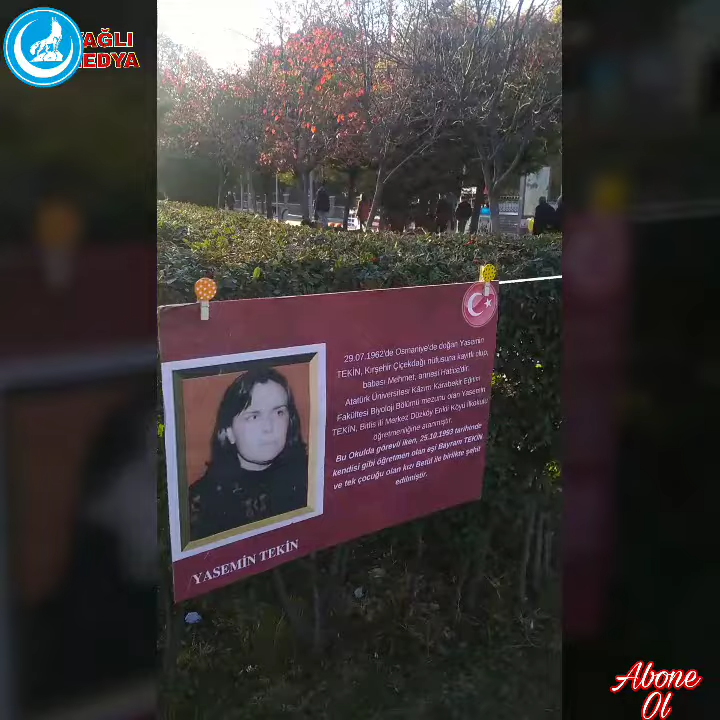 YAĞLI
MEDYA
29.07.1962'de Osmaniye'de doğan Yasemin
TEKİN, Kırşehir Çiçekdağı nüfusuna kayıtlı olup,
babası Mehmet, annesi Hatice'dir.
Atatürk Üniversitesi Kâzım Karabekir Eğitim
Fakültesi Biyoloji Bölümü mezunu olan Yasemin
TEKİN, Bitlis ili Merkez Düzköy Erikli Köyü İlkokulu
öğretmenliğine atanmıştır.
Bu Okulda görevli iken, 25.10.1993 tarihinde
kendisi gibi öğretmen olan eşi Bayram TEKİN
ve tek çocuğu olan kızı Betül ile birlikte şehit
edilmiştir.
YASEMİN TEKİN
Abone
Ol